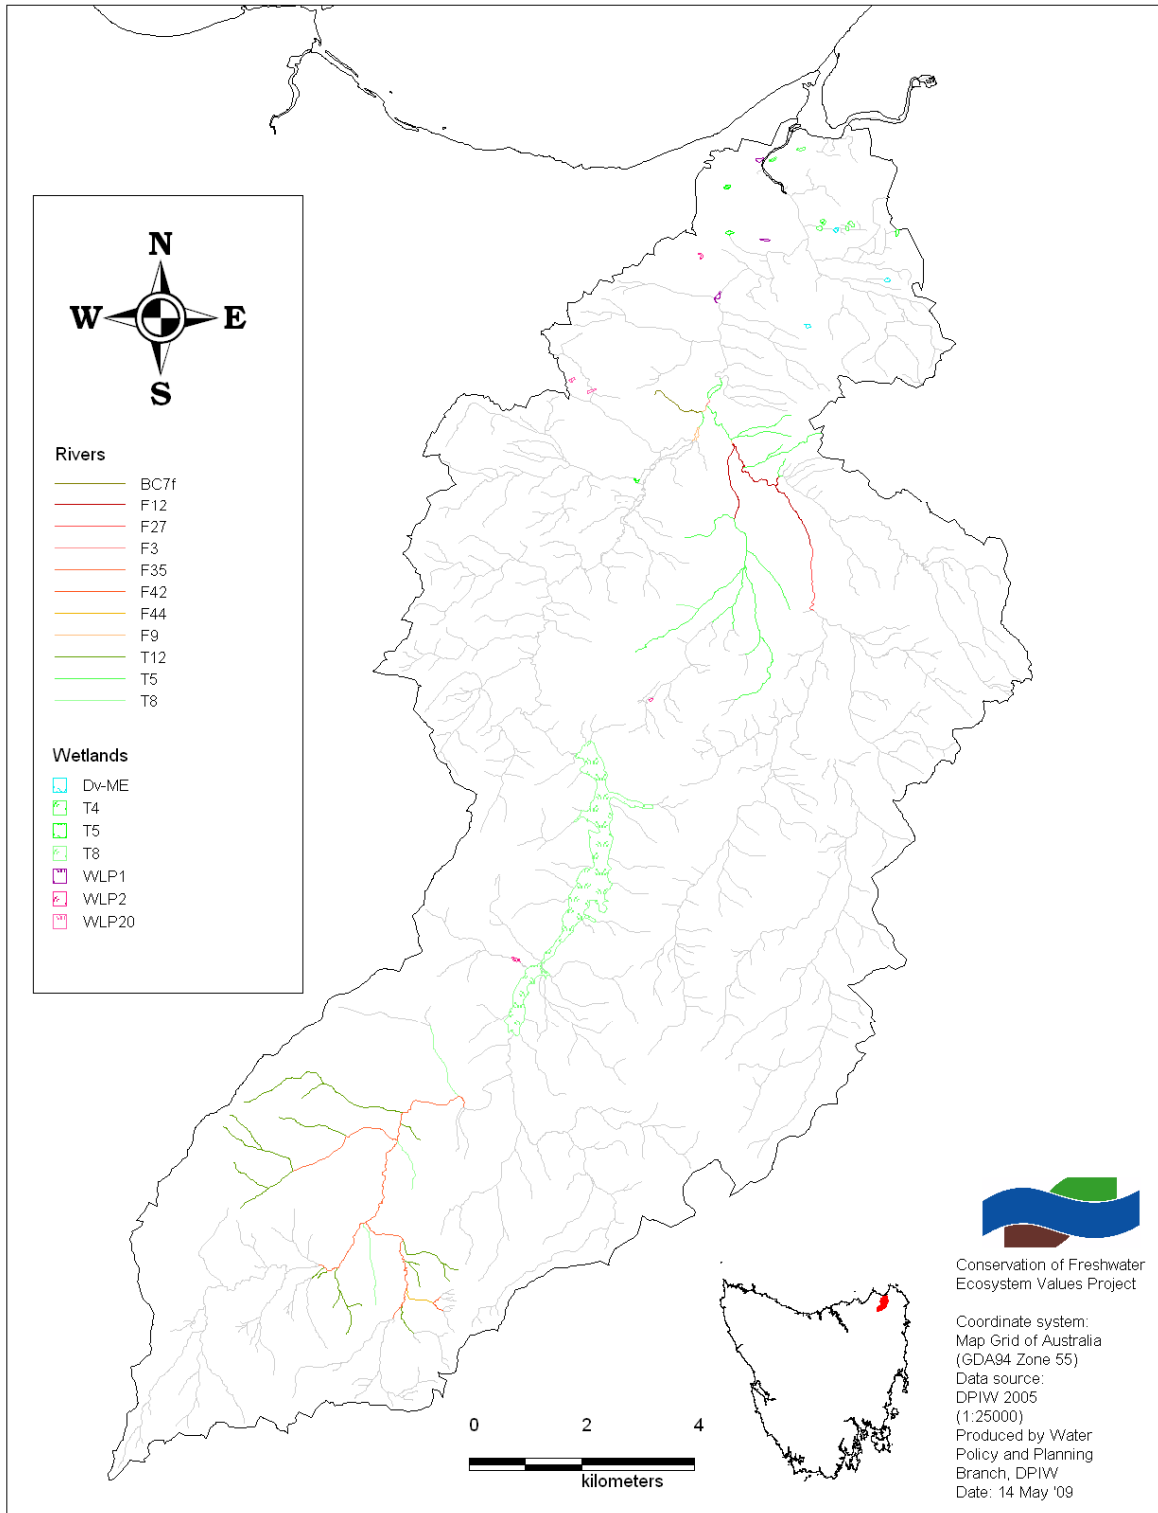 N
W E
S
Rivers
BC7f
F12
F27
F3
F35
F42
F44
F9
T12
T5
T8
Wetlands
Dv-ME
T4
T5
T8
WLP1
WLP2
WLP20
0 2 4
kilometers
Conservation of Freshwater
Ecosystem Values Project
Coordinate system:
Map Grid of Australia
(GDA94 Zone 55)
Data source:
DPIW 2005
(1:25000)
Produced by Water
Policy and Planning
Branch, DPIW
Date: 14 May '09